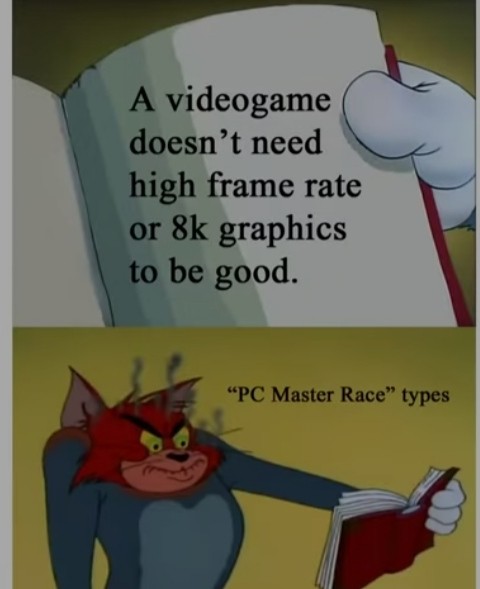 A videogame
doesn't need
high frame rate
or 8k graphics
to be good.
“PC Master Race” types